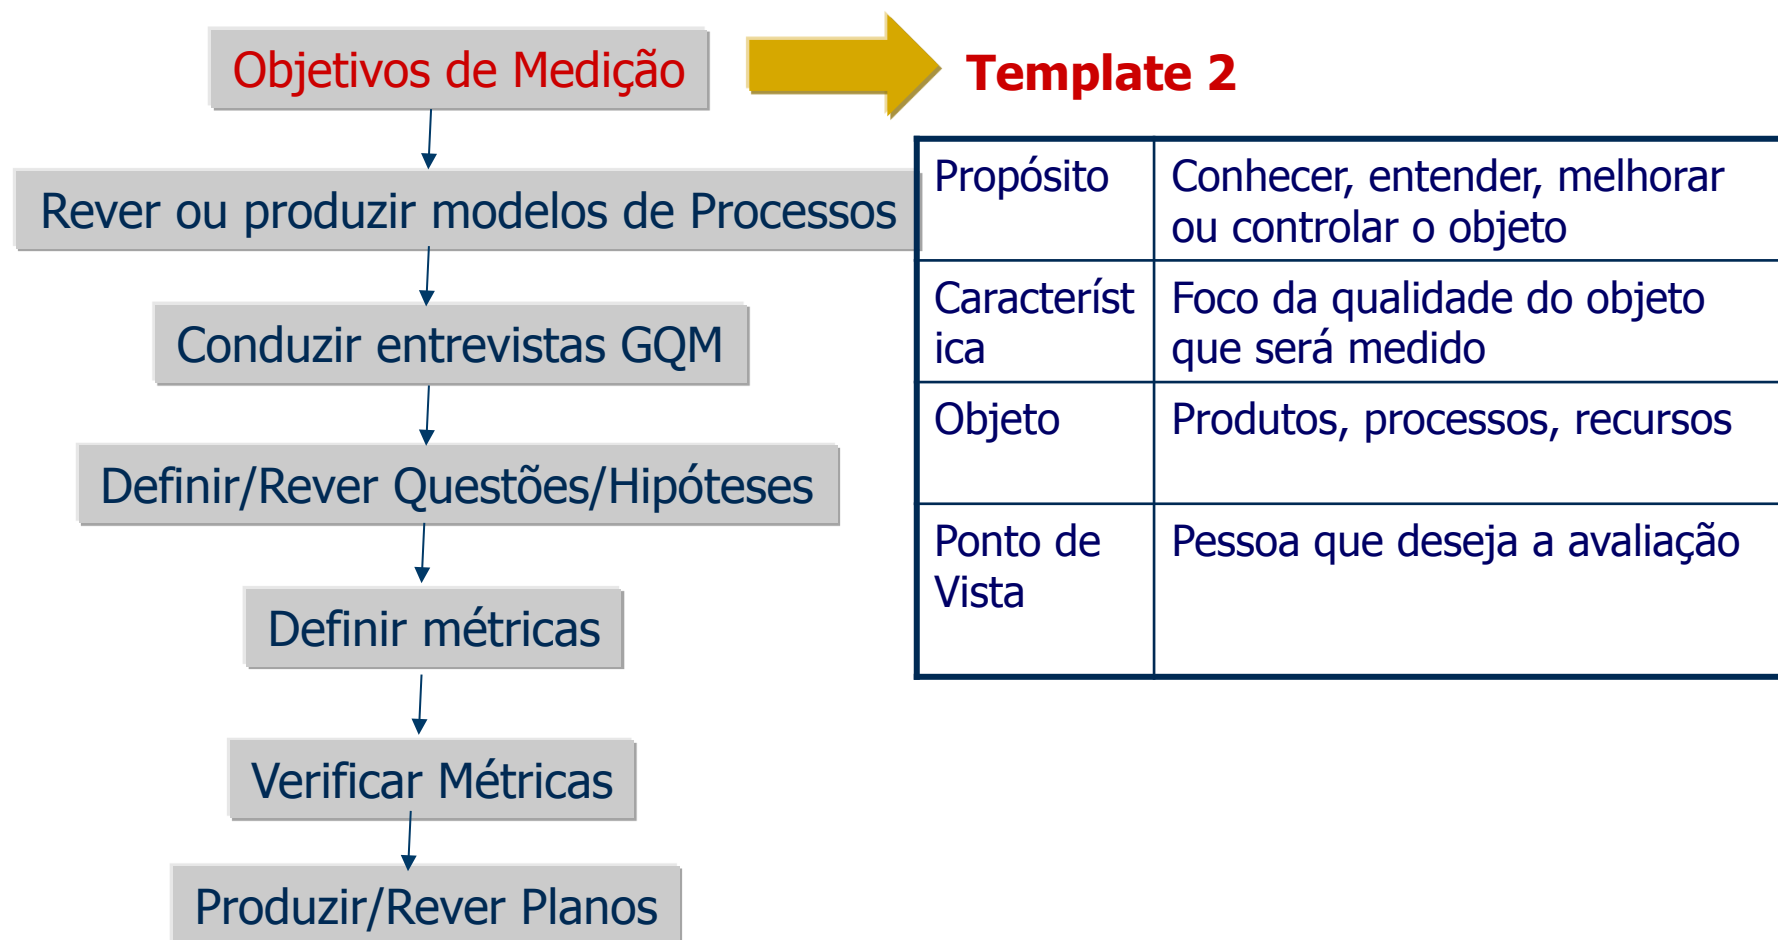 Objetivos de Medição
Template 2
Rever ou produzir modelos de Processos
Conduzir entrevistas GQM
Definir/Rever Questões/Hipóteses
Definir métricas
Verificar Métricas
Produzir/Rever Planos
Propósito
Conhecer, entender, melhorar
ou controlar o objeto
Característ
ica
Foco da qualidade do objeto
que será medido
Objeto
Produtos, processos, recursos
Ponto de
Vista
Pessoa que deseja a avaliação